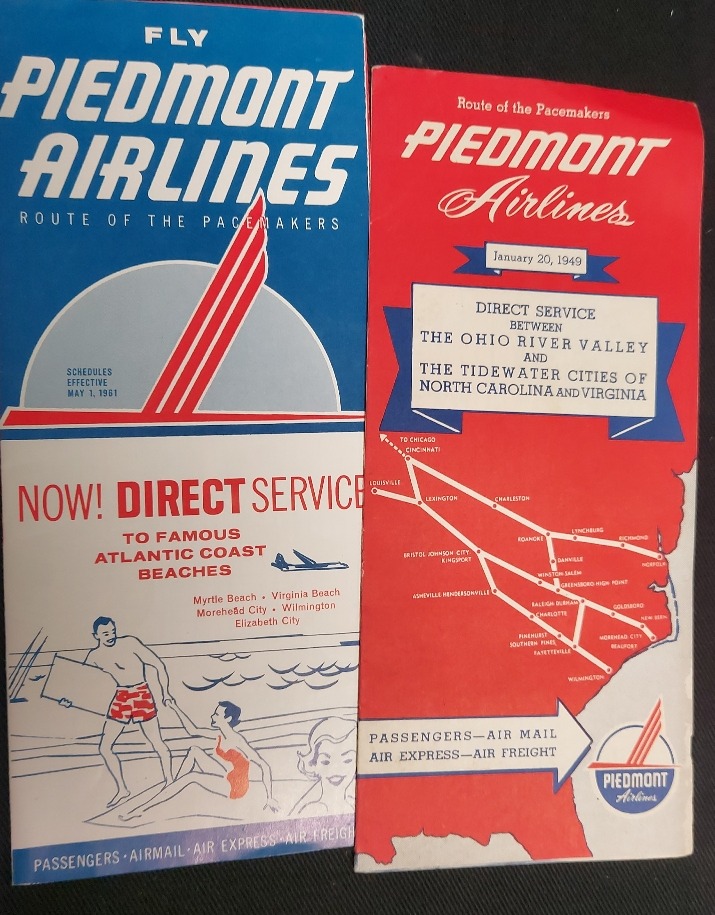 FLY
PIEDMONT
AIRLINES
ROUTE OF THE PACEMAKERS
SCHEDULES
EFFECTIVE
MAY 1, 1961
NOW! DIRECT SERVICE
TO FAMOUS
ATLANTIC COAST
BEACHES
Myrtle Beach • Virginia Beach
Morehead City • Wilmington
Elizabeth City
PASSENGERS · AIRMAIL · AIR EXPRESS · AIR FREIGH
Route of the Pacemakers
PIEDMONT
Airlines
January 20, 1949
DIRECT SERVICE
BETWEEN
THE OHIO RIVER VALLEY
AND
THE TIDEWATER CITIES OF
NORTH CAROLINA AND VIRGINIA
TO CHICAGO
CINCINNATI
LOUISVILLE
LEXINGTON
CHARLESTON
ROANOKE
LYNCHBURG
RICHMOND
NORFOLK
BRISTOL JOHNSON CITY
KINGSPORT
DANVILLE
WINSTON-SALEM
GREENSBORO HIGH POINT
ASHEVILLE HENDERSONVILLE
RALEIGH DURHAM
GOLDSBORO
CHARLOTTE
NEW BERN
PINEHURST
SOUTHERN PINES
MOREHEAD CITY
BEAUFORT
FAYETTEVILLE
WILMINGTON
PASSENGERS—AIR MAIL
AIR EXPRESS—AIR FREIGHT
PIEDMONT
Airlines